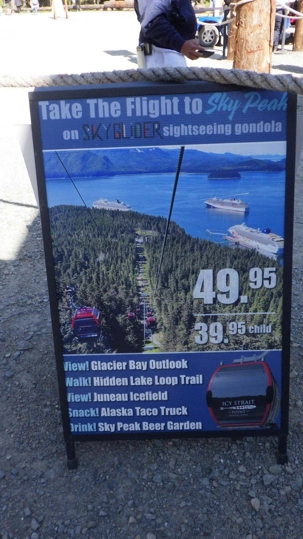 Take The Flight to Sky Peak
on SKYGLIDER sightseeing gondola
49.95
39.95 child
View! Glacier Bay Outlook
Walk! Hidden Lake Loop Trail
View! Juneau Icefield
Snack! Alaska Taco Truck
Drink! Sky Peak Beer Garden
ICY STRAIT